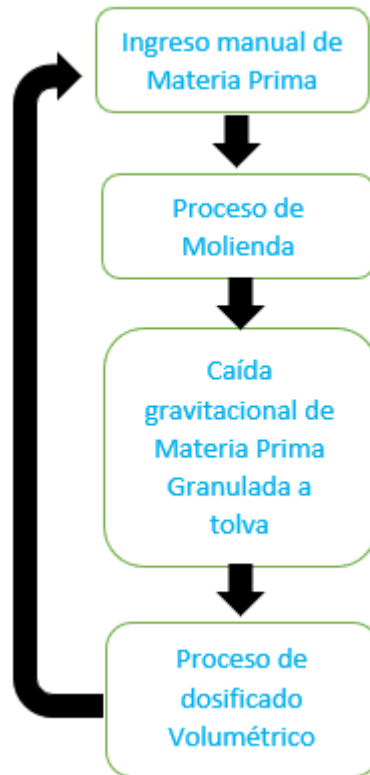 Ingreso manual de
Materia Prima
Proceso de
Molienda
Caída
gravitacional de
Materia Prima
Granulada a
tolva
Proceso de
dosificado
Volumétrico